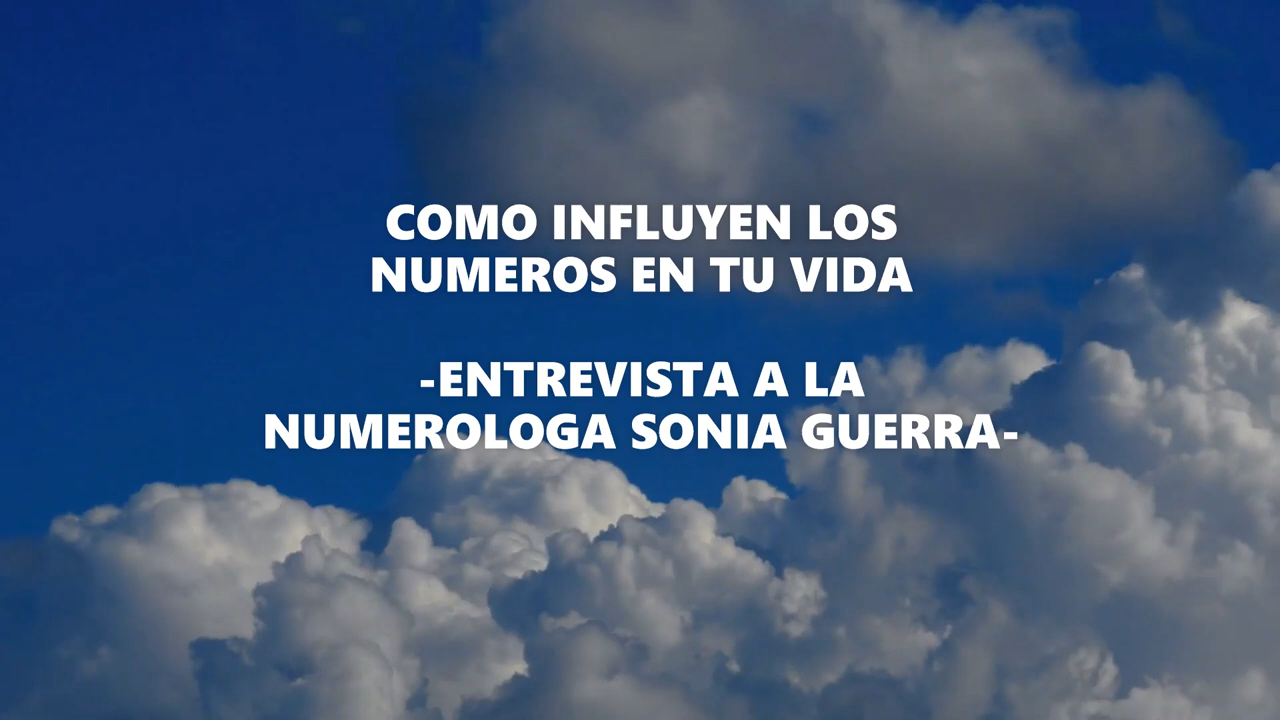 COMO INFLUYEN LOS
NUMEROS EN TU VIDA
-ENTREVISTA A LA
NUMEROLOGA SONIA GUERRA-